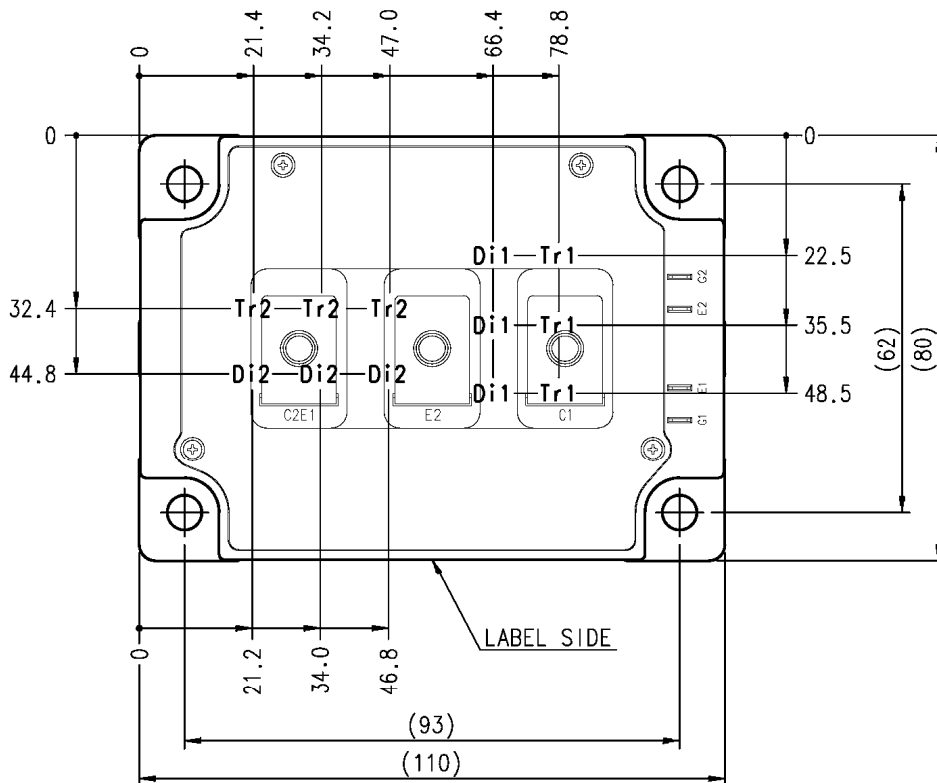 0
21.4
34.2
47.0
66.4
78.8
0
0
Di1 Tr1
22.5
G2
32.4
Tr2 Tr2 Tr2
E2
Di1 Tr1
35.5
(62)
(80)
44.8
Di2 Di2 Di2
E1
Di1 Tr1
48.5
C2E1
E2
C1
G1
LABEL SIDE
0
21.2
34.0
46.8
(93)
(110)